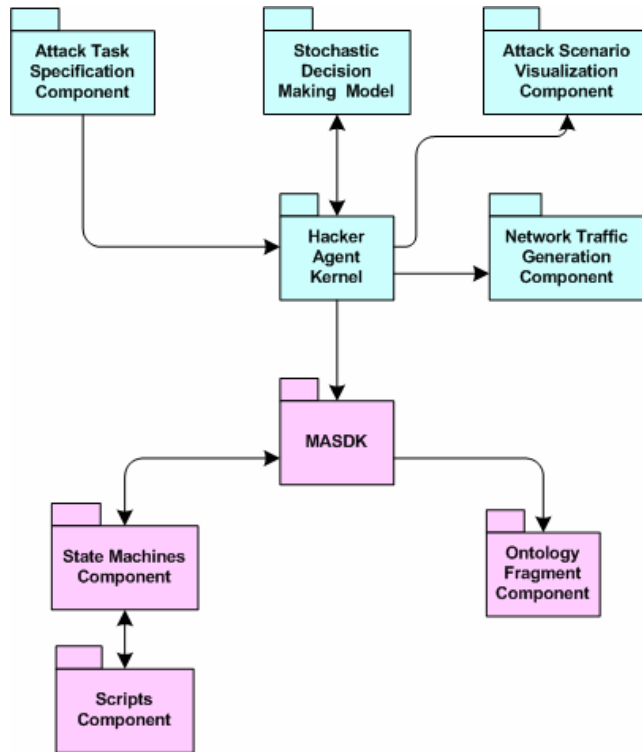 Attack Task
Specification
Component
Stochastic
Decision
Making Model
Attack Scenario
Visualization
Component
Hacker
Agent
Kernel
Network Traffic
Generation
Component
MASDK
State Machines
Component
Ontology
Fragment
Component
Scripts
Component